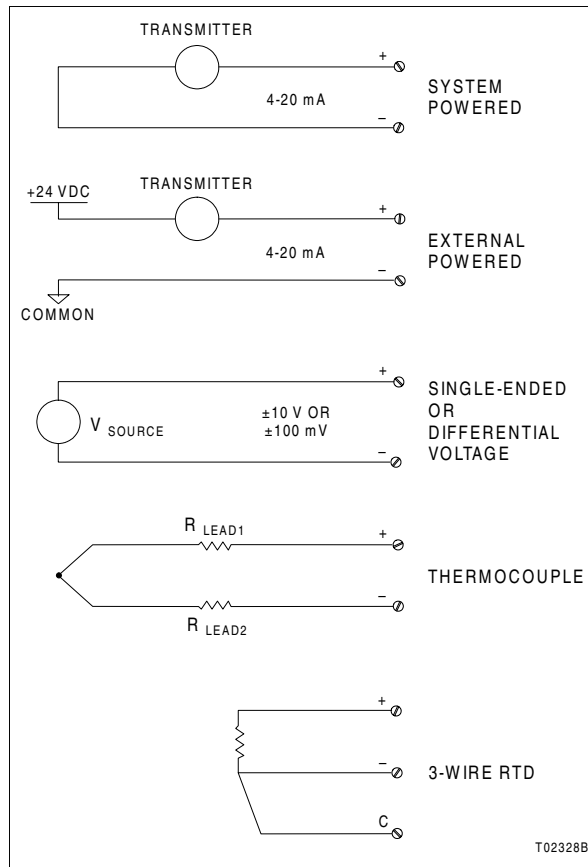 TRANSMITTER
+
4-20 mA
–
SYSTEM
POWERED
+24 VDC
TRANSMITTER
+
4-20 mA
–
EXTERNAL
POWERED
COMMON
+
V SOURCE
±10 V OR
±100 mV
–
SINGLE-ENDED
OR
DIFFERENTIAL
VOLTAGE
R LEAD1
+
THERMOCOUPLE
–
R LEAD2
+
–
3-WIRE RTD
C
T02328B